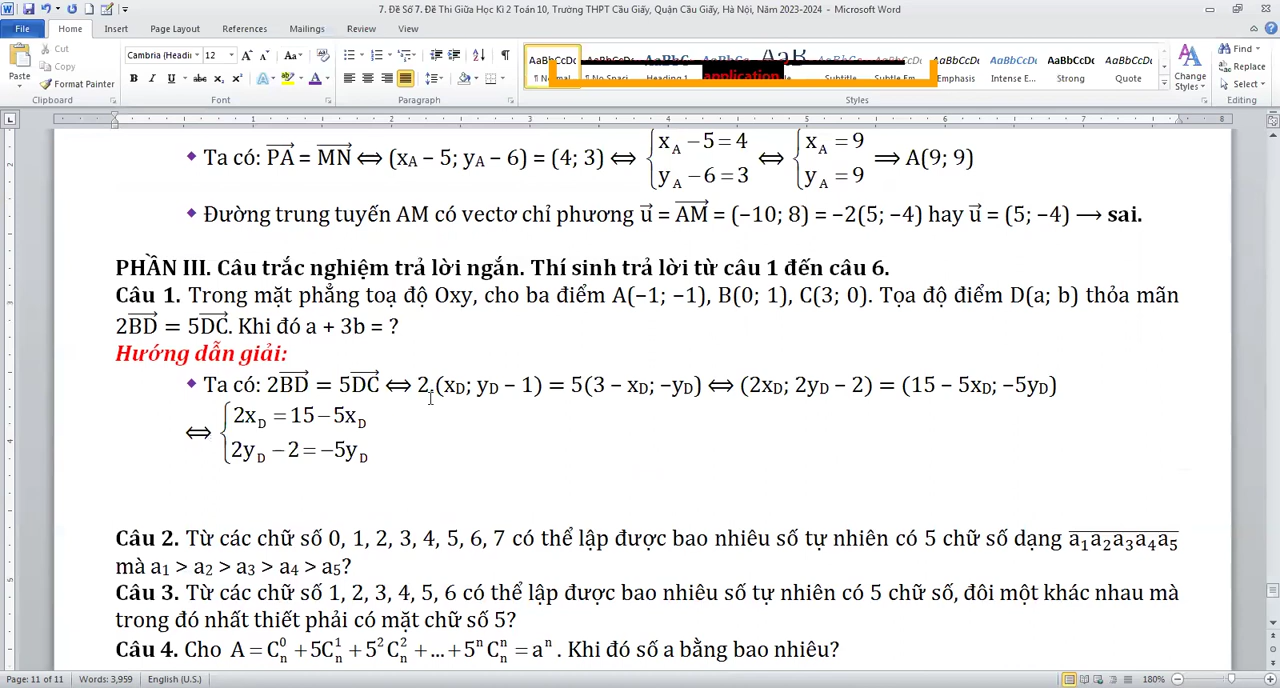 7. Đề Số 7. Đề Thi Giữa Học Kì 2 Toán 10, Trường THPT Cầu Giấy, Quận Cầu Giấy, Hà Nội, Năm 2023-2024 - Microsoft Word
File Home Insert Page Layout References Mailings Review View
Cut
Copy
Format Painter
Paste
Cambria (Headin 12
AaBbCcDc
¶ Normal
¶ No Spaci
Heading 1
application
Subtitle
Subtle Em...
AaBbCcDc Emphasis
AaBbCcDc Intense E...
AaBbCcDc Strong
AaBbCcDc Quote
Change Styles
Find
Replace
Select
Clipboard Font Paragraph Styles Editing
◆ Ta có: PA⃗ = MN⃗ ⇔ (xA − 5; yA − 6) = (4; 3) ⇔ { xA − 5 = 4; yA − 6 = 3 ⇔ { xA = 9; yA = 9 ⟹ A(9; 9)
◆ Đường trung tuyến AM có vectơ chỉ phương u⃗ = AM⃗ = (−10; 8) = −2(5; −4) hay u⃗ = (5; −4) ⟶ sai.
PHẦN III. Câu trắc nghiệm trả lời ngắn. Thí sinh trả lời từ câu 1 đến câu 6.
Câu 1. Trong mặt phẳng toạ độ Oxy, cho ba điểm A(−1; −1), B(0; 1), C(3; 0). Tọa độ điểm D(a; b) thỏa mãn
2BD⃗ = 5DC⃗. Khi đó a + 3b = ?
Hướng dẫn giải:
◆ Ta có: 2BD⃗ = 5DC⃗ ⇔ 2.(xD; yD − 1) = 5(3 − xD; −yD) ⇔ (2xD; 2yD − 2) = (15 − 5xD; −5yD)
⇔ { 2xD = 15 − 5xD
2yD − 2 = −5yD
Câu 2. Từ các chữ số 0, 1, 2, 3, 4, 5, 6, 7 có thể lập được bao nhiêu số tự nhiên có 5 chữ số dạng a₁a₂a₃a₄a₅
mà a₁ > a₂ > a₃ > a₄ > a₅?
Câu 3. Từ các chữ số 1, 2, 3, 4, 5, 6 có thể lập được bao nhiêu số tự nhiên có 5 chữ số, đôi một khác nhau mà
trong đó nhất thiết phải có mặt chữ số 5?
Câu 4. Cho A = C⁰ₙ + 5C¹ₙ + 5²C²ₙ + ... + 5ⁿCⁿₙ = aⁿ. Khi đó số a bằng bao nhiêu?
Page: 11 of 11 Words: 3,959 English (U.S.) 180%